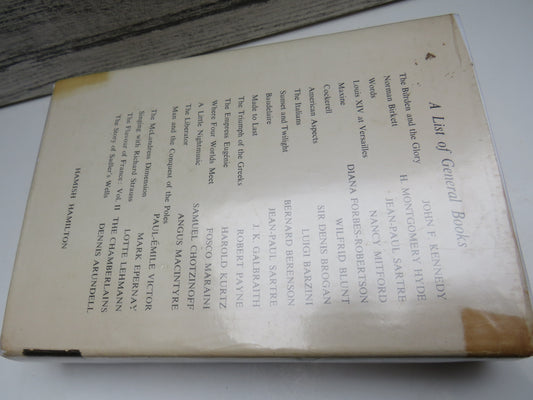 A List of General Books
The Burden and the Glory JOHN F. KENNEDY
Norman Birkett H. MONTGOMERY HYDE
Words JEAN-PAUL SARTRE
Louis XIV at Versailles NANCY MITFORD
Maxine DIANA FORBES-ROBERTSON
Cockerell WILFRID BLUNT
American Aspects SIR DENIS BROGAN
The Italians LUIGI BARZINI
Sunset and Twilight BERNARD BERENSON
Baudelaire JEAN-PAUL SARTRE
Made to Last J. K. GALBRAITH
The Triumph of the Greeks ROBERT PAYNE
The Empress Eugénie HAROLD KURTZ
Where Four Worlds Meet FOSCO MARAINI
A Little Nightmusic SAMUEL CHOTZINOFF
The Liberator ANGUS MACINTYRE
Man and the Conquest of the Poles PAUL-EMILE VICTOR
The McLandress Dimension MARK EPERNAY
Singing with Richard Strauss LOTTE LEHMANN
The Flavour of France: Vol. II THE CHAMBERLAINS
The Story of Sadler's Wells DENNIS ARUNDELL
HAMISH HAMILTON